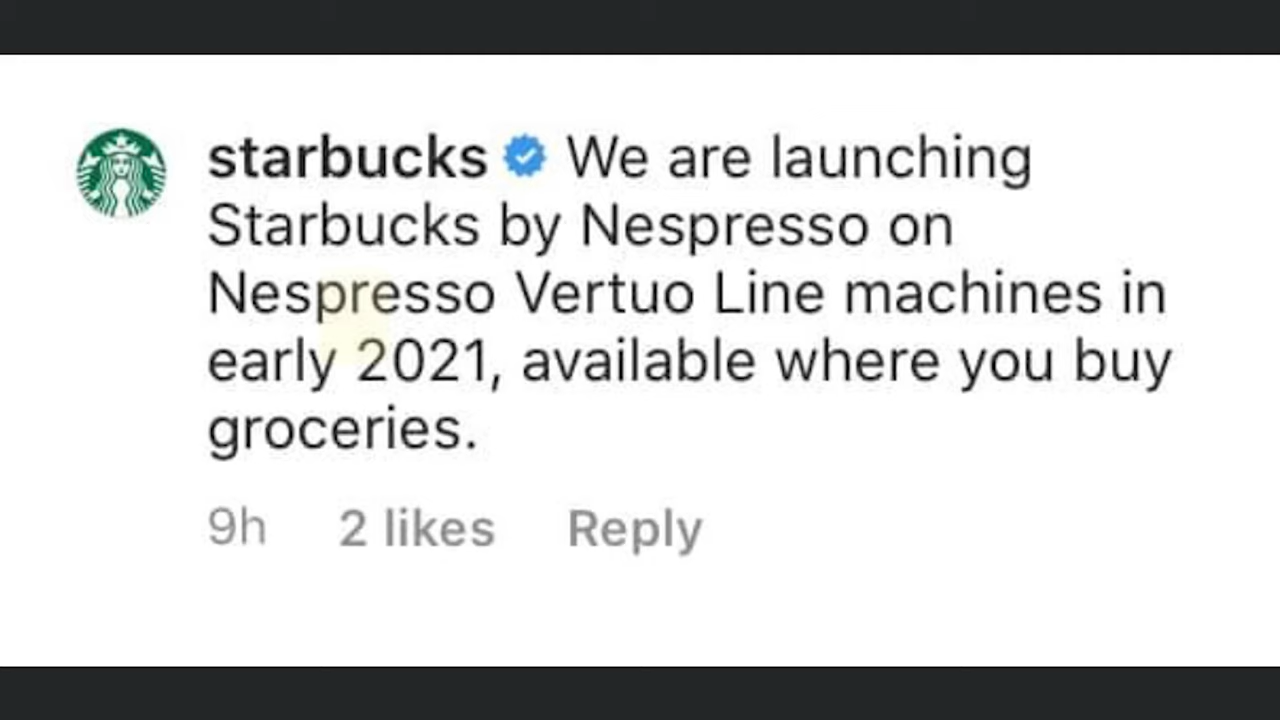 starbucks We are launching
Starbucks by Nespresso on
Nespresso Vertuo Line machines in
early 2021, available where you buy
groceries.
9h 2 likes Reply